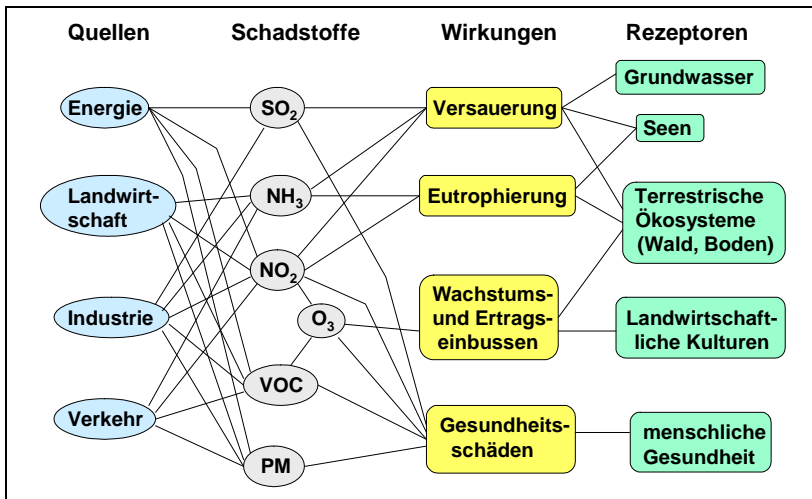 Quellen
Schadstoffe
Wirkungen
Rezeptoren
Energie
Landwirt-
schaft
Industrie
Verkehr
SO₂
NH₃
NO₂
O₃
VOC
PM
Versauerung
Eutrophierung
Wachstums-
und Ertrags-
einbussen
Gesundheits-
schäden
Grundwasser
Seen
Terrestrische
Ökosysteme
(Wald, Boden)
Landwirtschaft-
liche Kulturen
menschliche
Gesundheit